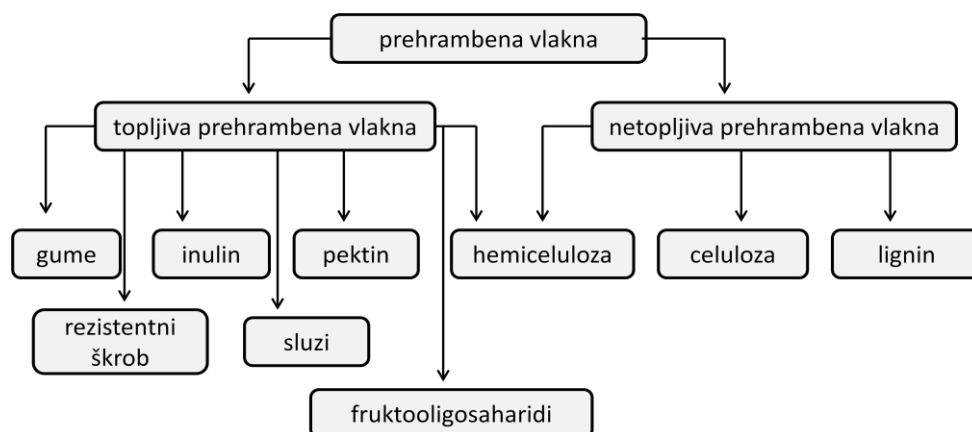 prehrambena vlakna
topljiva prehrambena vlakna
netopljiva prehrambena vlakna
gume
inulin
pektin
hemiceluloza
celuloza
lignin
rezistentni
škrob
sluzi
fruktooligosaharidi